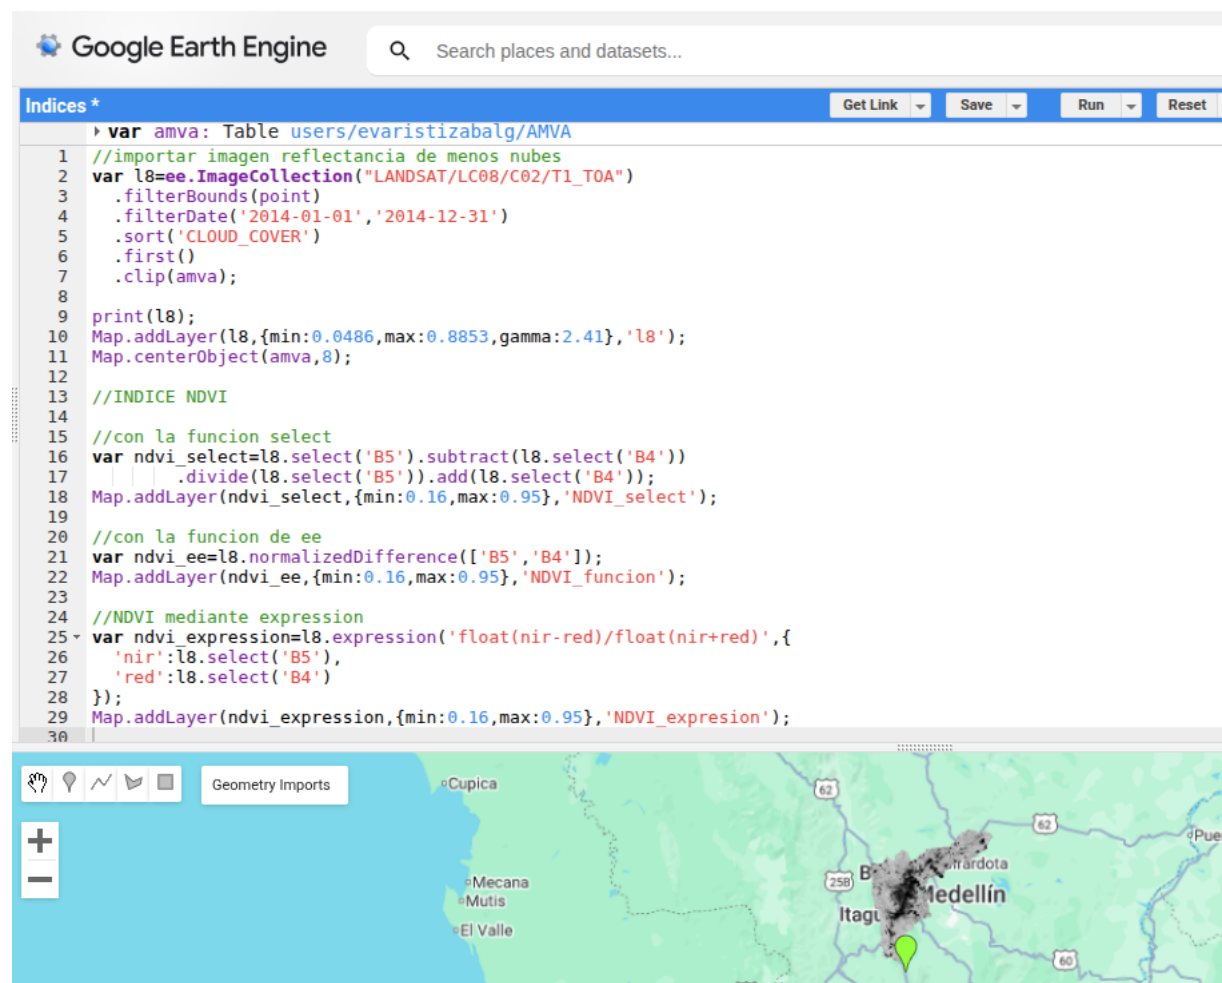 Google Earth Engine
Search places and datasets...
Indices *
Get Link
Save
Run
Reset
var amva: Table users/evaristizabalg/AMVA
1 //importar imagen reflectancia de menos nubes
2 var l8=ee.ImageCollection("LANDSAT/LC08/C02/T1_TOA")
3 .filterBounds(point)
4 .filterDate('2014-01-01','2014-12-31')
5 .sort('CLOUD_COVER')
6 .first()
7 .clip(amva);
8
9 print(l8);
10 Map.addLayer(l8,{min:0.0486,max:0.8853,gamma:2.41},'l8');
11 Map.centerObject(amva,8);
12
13 //INDICE NDVI
14
15 //con la funcion select
16 var ndvi_select=l8.select('B5').subtract(l8.select('B4'))
17 .divide(l8.select('B5')).add(l8.select('B4'));
18 Map.addLayer(ndvi_select,{min:0.16,max:0.95},'NDVI_select');
19
20 //con la funcion de ee
21 var ndvi_ee=l8.normalizedDifference(['B5','B4']);
22 Map.addLayer(ndvi_ee,{min:0.16,max:0.95},'NDVI_funcion');
23
24 //NDVI mediante expression
25 var ndvi_expression=l8.expression('float(nir-red)/float(nir+red)',{
26 'nir':l8.select('B5'),
27 'red':l8.select('B4')
28 });
29 Map.addLayer(ndvi_expression,{min:0.16,max:0.95},'NDVI_expresion');
30
Geometry Imports
Cupica
62
62
Mecana
Mutis
El Valle
25B
Medellín
60